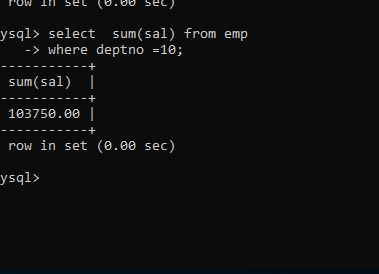 row in set (0.00 sec)
ysql> select  sum(sal) from emp
    -> where deptno =10;
-----------+
 sum(sal)  |
-----------+
 103750.00 |
-----------+
 row in set (0.00 sec)
ysql>